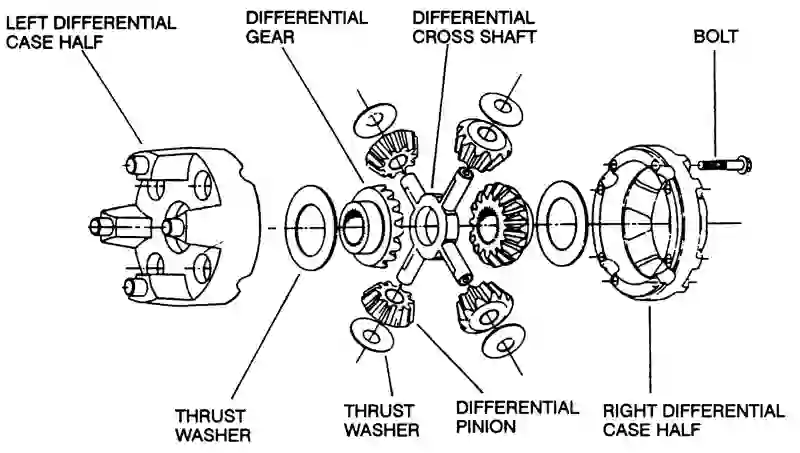 LEFT DIFFERENTIAL
CASE HALF
DIFFERENTIAL
GEAR
DIFFERENTIAL
CROSS SHAFT
BOLT
THRUST
WASHER
THRUST
WASHER
DIFFERENTIAL
PINION
RIGHT DIFFERENTIAL
CASE HALF